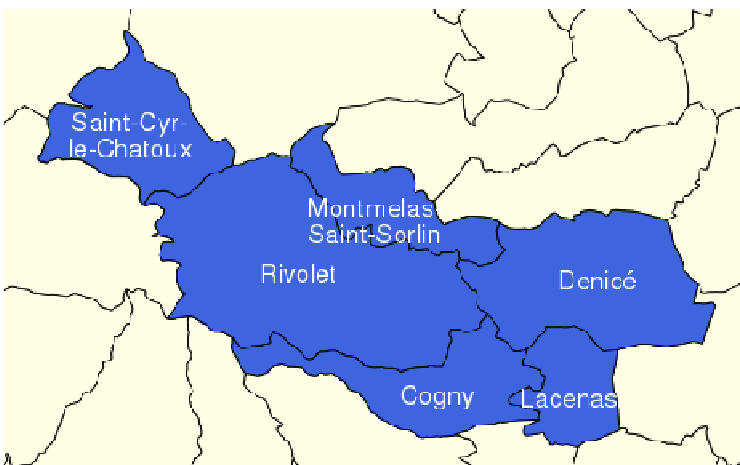 Saint-Cyr-
le-Chatoux
Montmelas
Saint-Sorlin
Rivolet
Denicé
Cogny
Lacenas